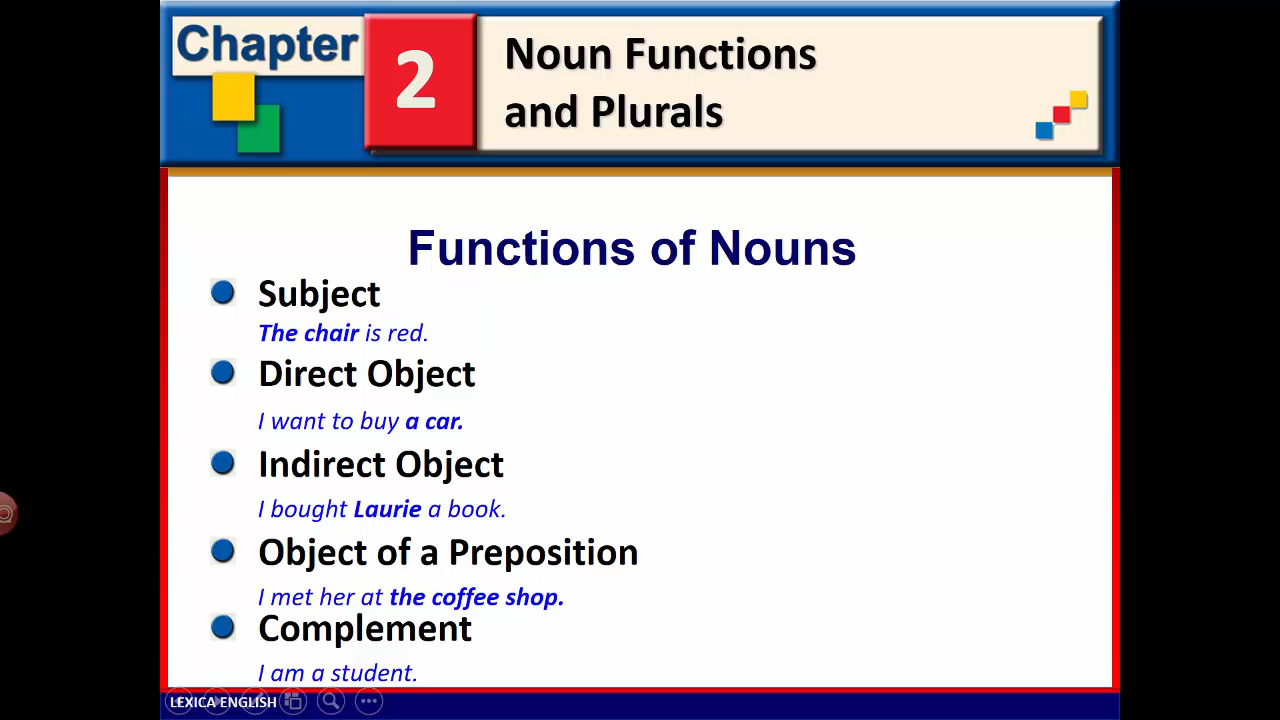 Chapter
2
Noun Functions
and Plurals
Functions of Nouns
Subject
The chair is red.
Direct Object
I want to buy a car.
Indirect Object
I bought Laurie a book.
Object of a Preposition
I met her at the coffee shop.
Complement
I am a student.
LEXICA ENGLISH